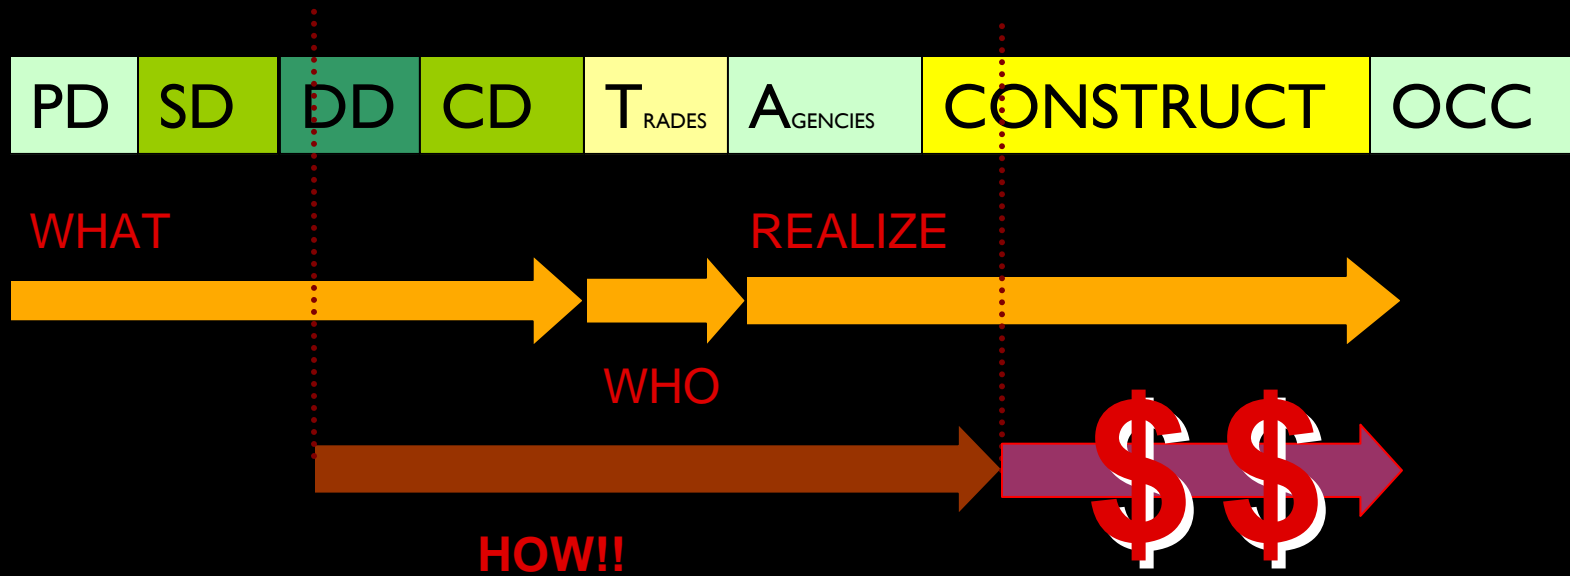 PD SD DD CD TRADES AGENCIES CONSTRUCT OCC
WHAT REALIZE
WHO
$ $
HOW!!